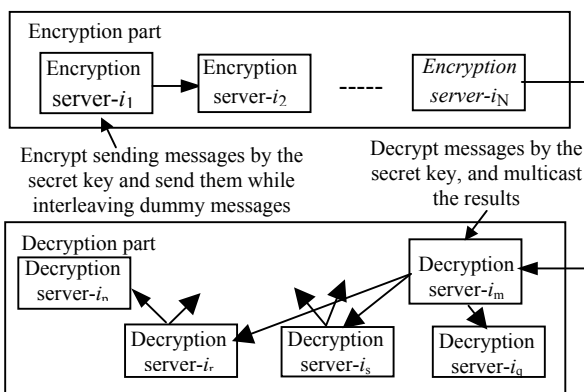 Encryption part
Encryption
server-i1
Encryption
server-i2
-----
Encryption
server-iN
Encrypt sending messages by the
secret key and send them while
interleaving dummy messages
Decrypt messages by the
secret key, and multicast
the results
Decryption part
Decryption
server-ip
Decryption
server-im
Decryption
server-ir
Decryption
server-is
Decryption
server-iq